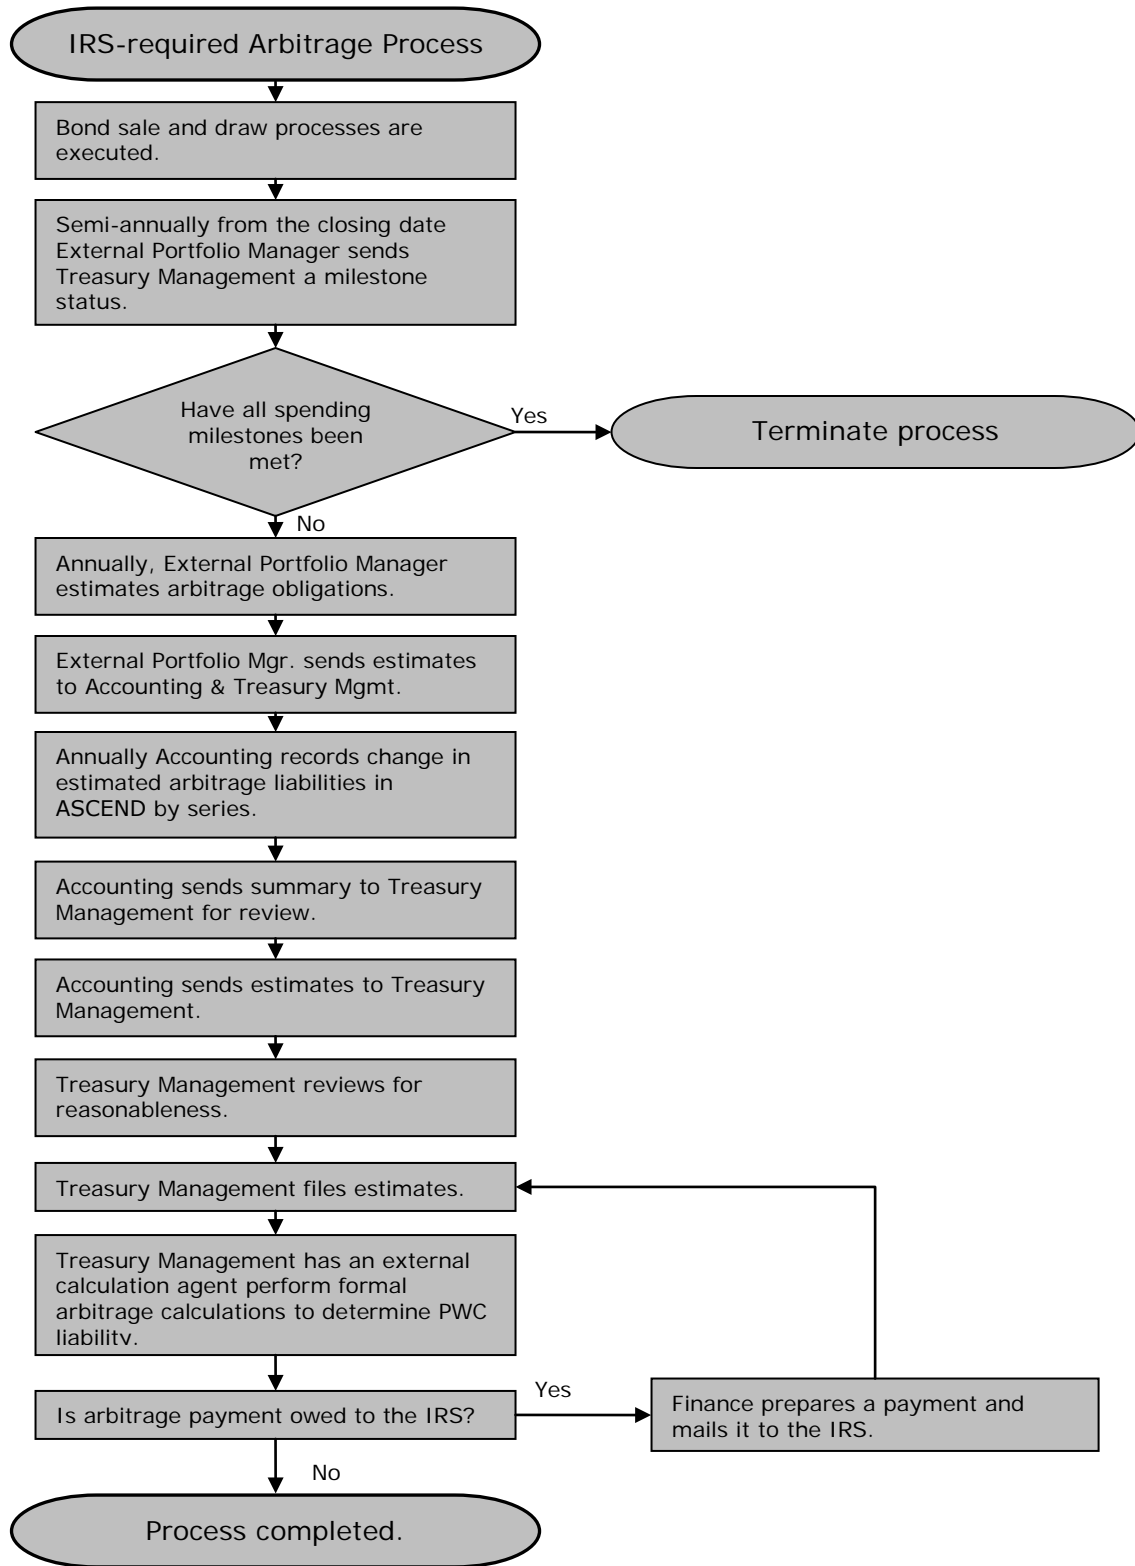 IRS-required Arbitrage Process
Bond sale and draw processes are
executed.
Semi-annually from the closing date
External Portfolio Manager sends
Treasury Management a milestone
status.
Have all spending
milestones been
met?
Yes
Terminate process
No
Annually, External Portfolio Manager
estimates arbitrage obligations.
External Portfolio Mgr. sends estimates
to Accounting & Treasury Mgmt.
Annually Accounting records change in
estimated arbitrage liabilities in
ASCEND by series.
Accounting sends summary to Treasury
Management for review.
Accounting sends estimates to Treasury
Management.
Treasury Management reviews for
reasonableness.
Treasury Management files estimates.
Treasury Management has an external
calculation agent perform formal
arbitrage calculations to determine PWC
liability.
Is arbitrage payment owed to the IRS?
Yes
Finance prepares a payment and
mails it to the IRS.
No
Process completed.